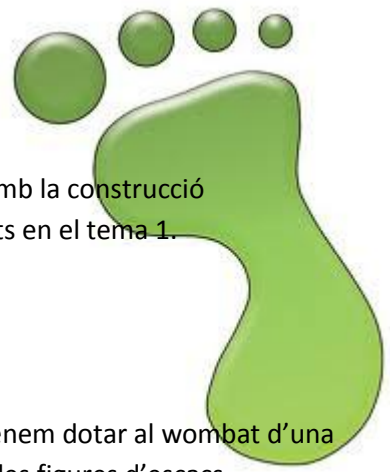 mb la construcció
ts en el tema 1.
enem dotar al wombat d'una
les figures d'escacs